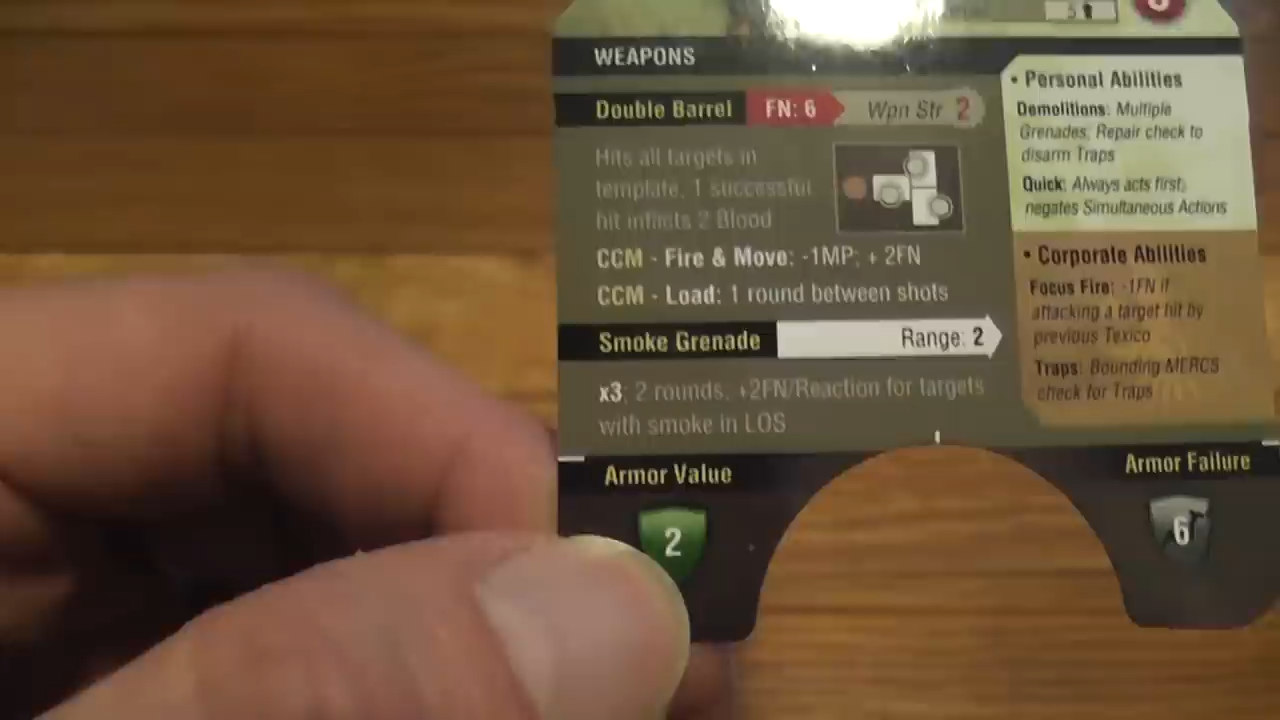 WEAPONS
Double Barrel FN: 6 Wpn Str 2
Hits all targets in
template, 1 successful
hit inflicts 2 Blood
CCM - Fire & Move: -1MP; + 2FN
CCM - Load: 1 round between shots
Smoke Grenade Range: 2
x3; 2 rounds, +2FN/Reaction for targets
with smoke in LOS
• Personal Abilities
Demolitions: Multiple
Grenades; Repair check to
disarm Traps
Quick: Always acts first;
negates Simultaneous Actions
• Corporate Abilities
Focus Fire: -1FN if
attacking a target hit by
previous Texico
Traps: Bounding MERCS
check for Traps
Armor Value
2
Armor Failure
6